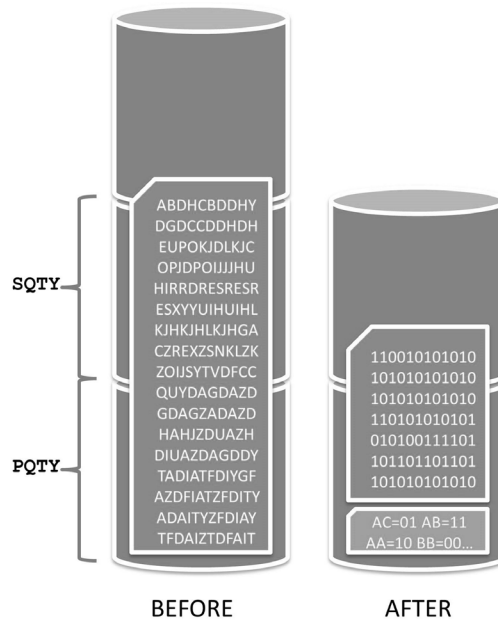 SQTY
PQTY
ABDHCBDDHY
DGDCCDDHDH
EUPOKJDLKJC
OPJDPOIJJJHU
HIRRDRESRESR
ESXYYUIHUIHL
KJHKJHLKJHGA
CZREXZSNKLZK
ZOIJSYTVDFCC
QUYDAGDAZD
GDAGZADAZD
HAHJZDUAZH
DIUAZDAGDDY
TADIATFDIYGF
AZDFIATZFDITY
ADAITYZFDIAY
TFDAIZTDFAIT
BEFORE
110010101010
101010101010
101010101010
110101010101
010100111101
101101101101
101010101010
AC=01 AB=11
AA=10 BB=00...
AFTER